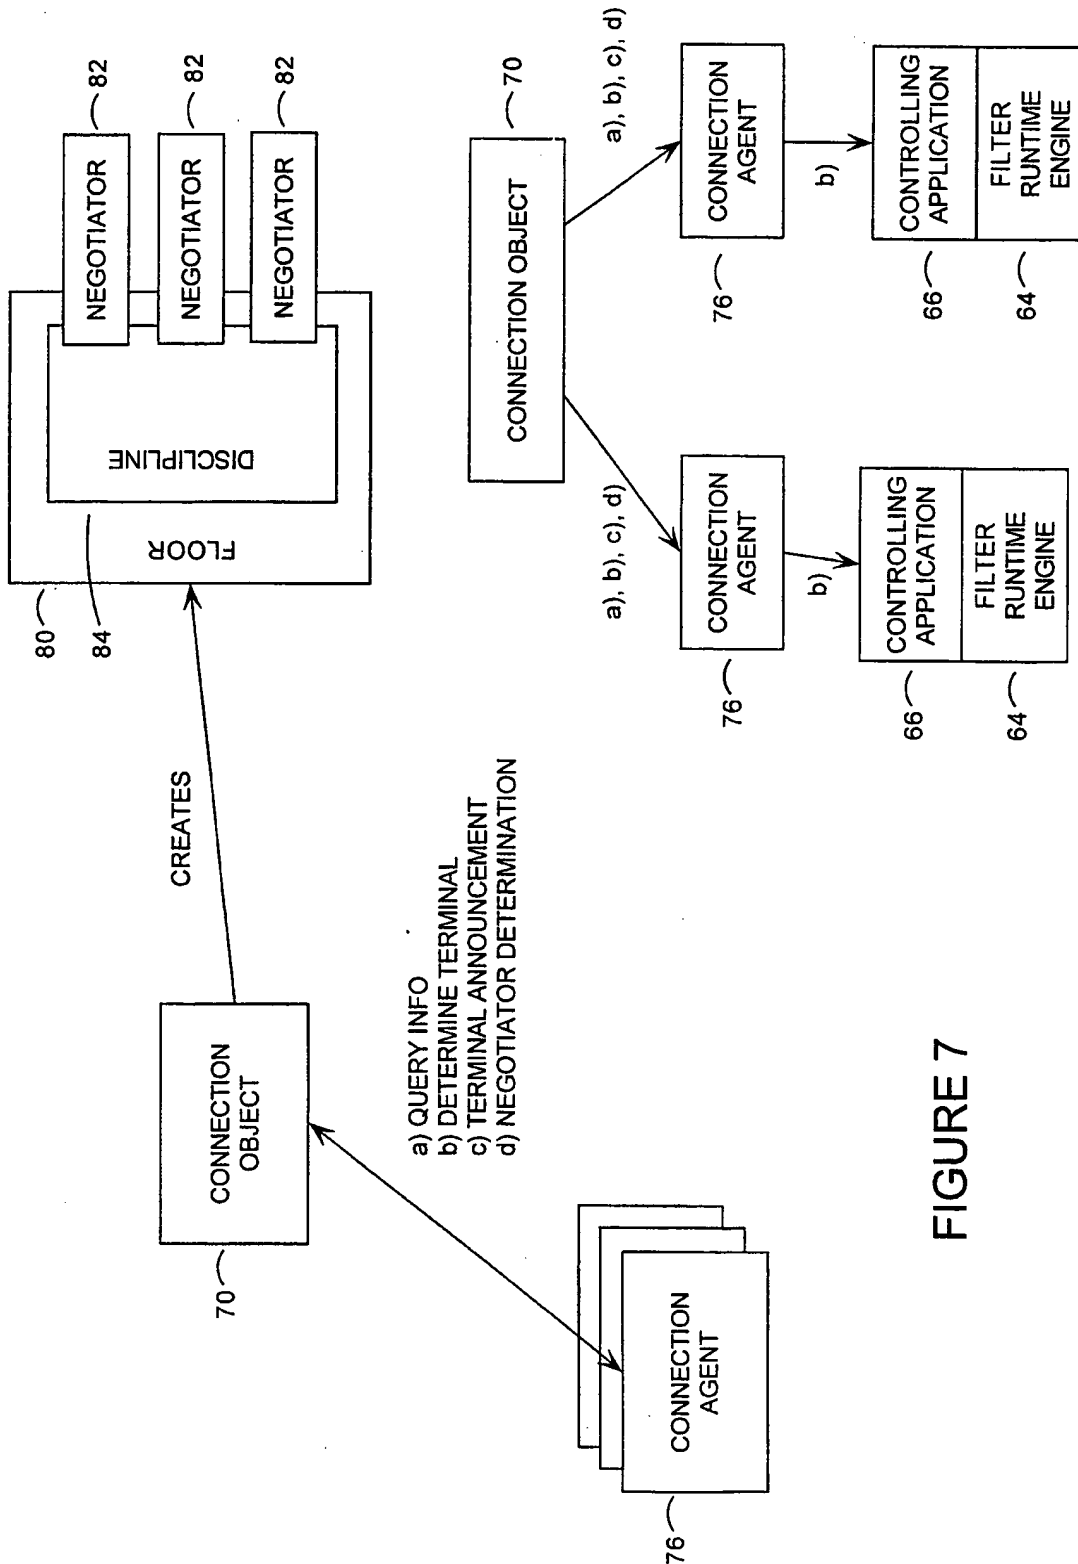 80
84
FLOOR
DISCLIPLINE
NEGOTIATOR
NEGOTIATOR
NEGOTIATOR
82
82
82
CREATES
70
CONNECTION
OBJECT
a) QUERY INFO
b) DETERMINE TERMINAL
c) TERMINAL ANNOUNCEMENT
d) NEGOTIATOR DETERMINATION
76
CONNECTION
AGENT
70
CONNECTION OBJECT
a), b), c), d)
a), b), c), d)
76
CONNECTION
AGENT
b)
66
CONTROLLING
APPLICATION
64
FILTER
RUNTIME
ENGINE
76
CONNECTION
AGENT
b)
66
CONTROLLING
APPLICATION
64
FILTER
RUNTIME
ENGINE
FIGURE 7